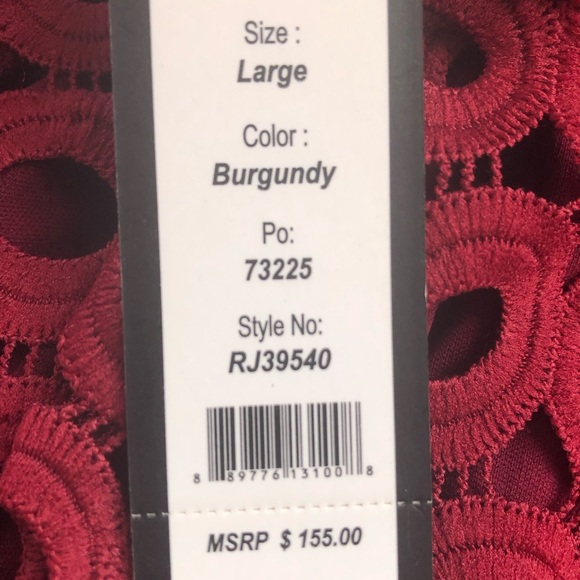 Size :
Large
Color :
Burgundy
Po:
73225
Style No:
RJ39540
8 89776 13100 8
MSRP $ 155.00